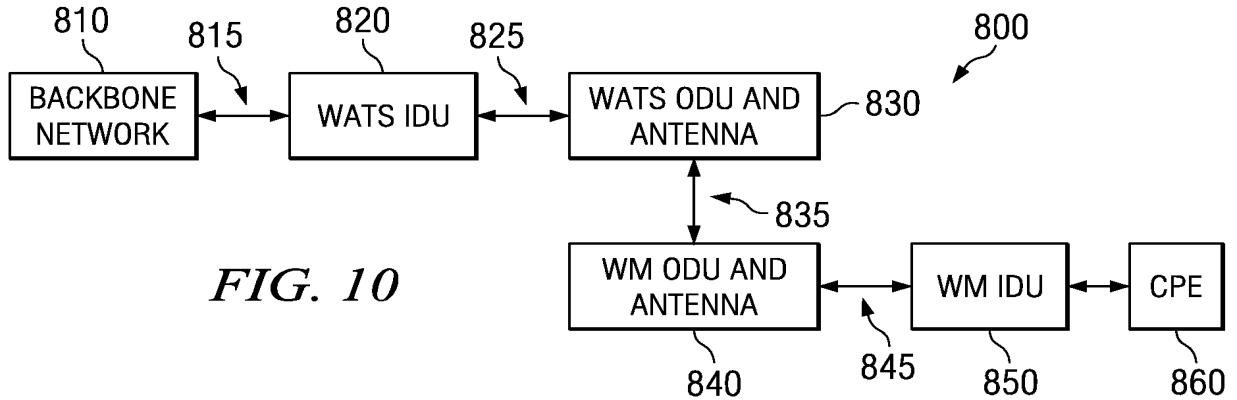 810
815
820
825
800
BACKBONE
NETWORK
WATS IDU
WATS ODU AND
ANTENNA
830
835
FIG. 10
WM ODU AND
ANTENNA
WM IDU
CPE
840
845
850
860